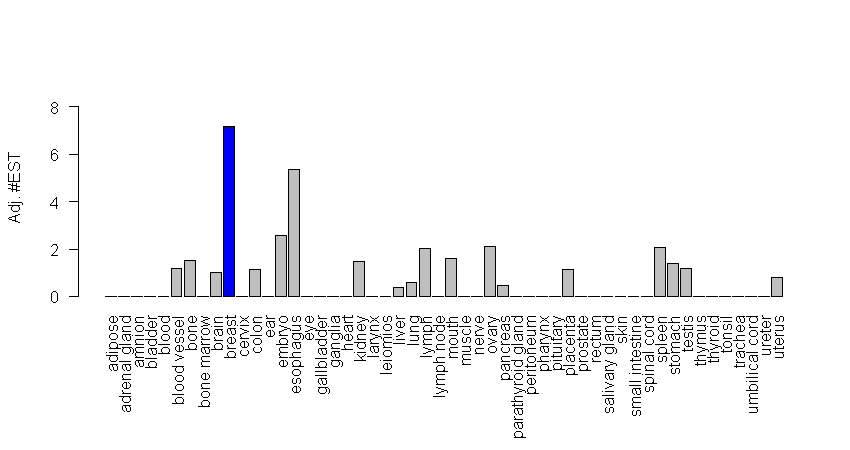 Adj. #EST
8
6
4
2
0
adipose
adrenal gland
amnion
bladder
blood
blood vessel
bone
bone marrow
brain
breast
cervix
colon
ear
embryo
esophagus
eye
gallbladder
ganglia
heart
kidney
larynx
leiomios
liver
lung
lymph
lymph node
mouth
muscle
nerve
ovary
pancreas
parathyroid gland
peritoneum
pharynx
pituitary
placenta
prostate
rectum
salivary gland
skin
small intestine
spinal cord
spleen
stomach
testis
thymus
thyroid
tonsil
trachea
umbilical cord
ureter
uterus